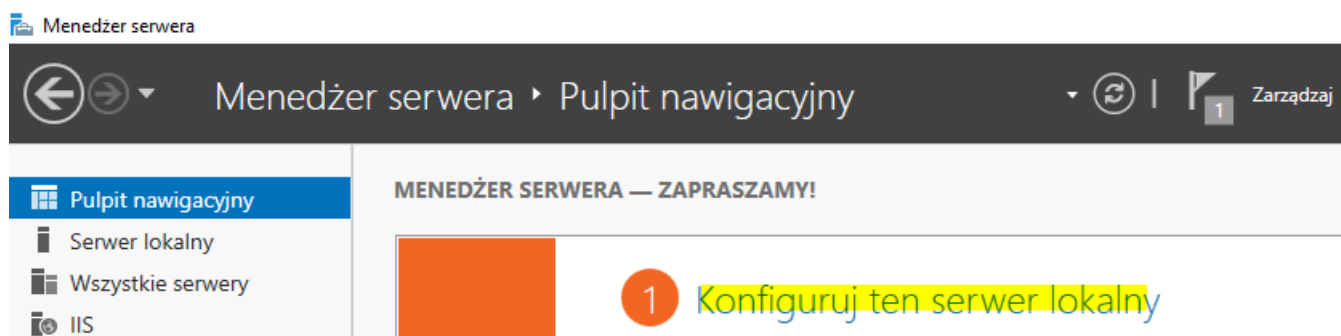 Menedżer serwera
Menedżer serwera ‣ Pulpit nawigacyjny
1
Zarządzaj
Pulpit nawigacyjny
Serwer lokalny
Wszystkie serwery
IIS
MENEDŻER SERWERA — ZAPRASZAMY!
1 Konfiguruj ten serwer lokalny